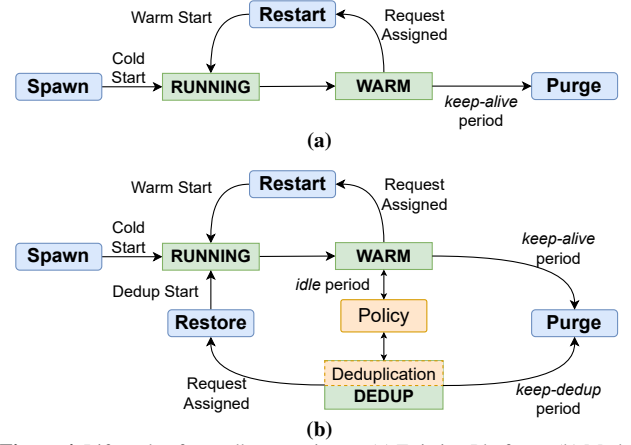 Restart
Warm Start
Request
Assigned
Cold
Start
Spawn
RUNNING
WARM
Purge
keep-alive
period
(a)
Restart
Warm Start
Request
Assigned
Cold
Start
keep-alive
period
Spawn
RUNNING
WARM
Dedup Start
idle period
Restore
Policy
Purge
Deduplication
DEDUP
Request
Assigned
keep-dedup
period
(b)